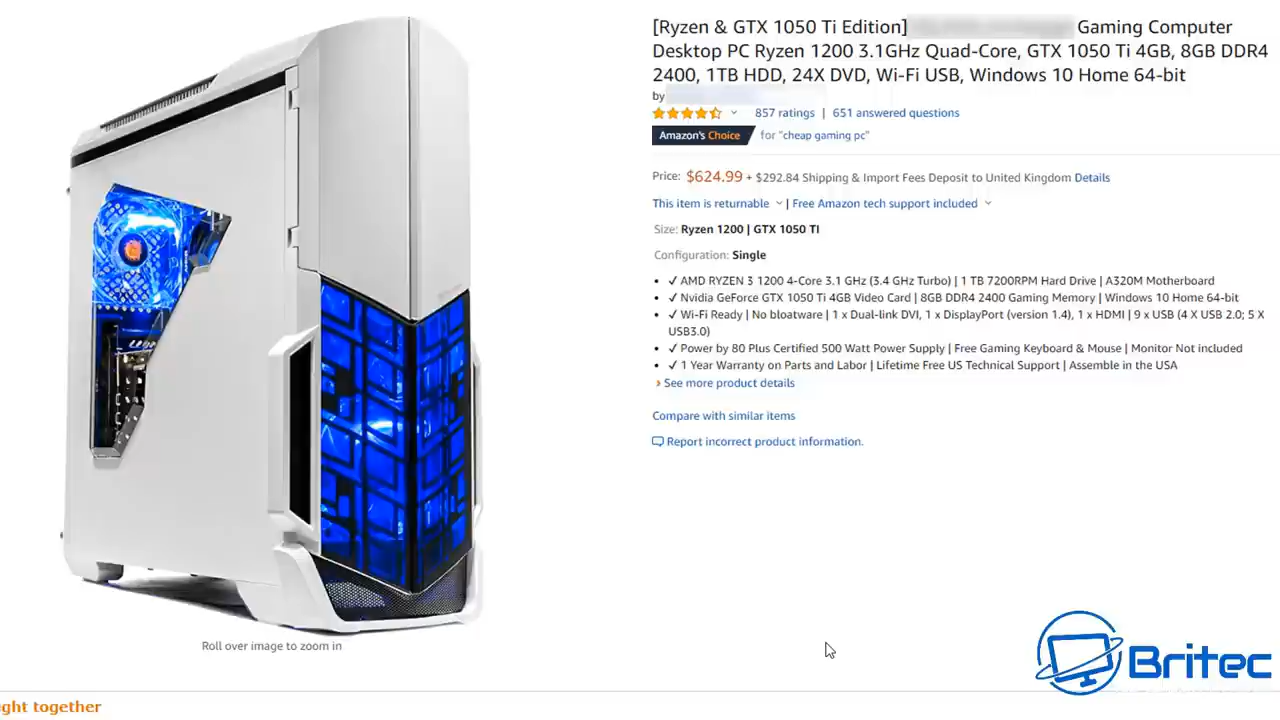 [Ryzen & GTX 1050 Ti Edition] Gaming Computer
Desktop PC Ryzen 1200 3.1GHz Quad-Core, GTX 1050 Ti 4GB, 8GB DDR4
2400, 1TB HDD, 24X DVD, Wi-Fi USB, Windows 10 Home 64-bit
by
857 ratings | 651 answered questions
Amazon's Choice for "cheap gaming pc"
Price: $624.99 + $292.84 Shipping & Import Fees Deposit to United Kingdom Details
This item is returnable | Free Amazon tech support included
Size: Ryzen 1200 | GTX 1050 TI
Configuration: Single
• ✓ AMD RYZEN 3 1200 4-Core 3.1 GHz (3.4 GHz Turbo) | 1 TB 7200RPM Hard Drive | A320M Motherboard
• ✓ Nvidia GeForce GTX 1050 Ti 4GB Video Card | 8GB DDR4 2400 Gaming Memory | Windows 10 Home 64-bit
• ✓ Wi-Fi Ready | No bloatware | 1 x Dual-link DVI, 1 x DisplayPort (version 1.4), 1 x HDMI | 9 x USB (4 X USB 2.0; 5 X
USB3.0)
• ✓ Power by 80 Plus Certified 500 Watt Power Supply | Free Gaming Keyboard & Mouse | Monitor Not included
• ✓ 1 Year Warranty on Parts and Labor | Lifetime Free US Technical Support | Assemble in the USA
› See more product details
Compare with similar items
Report incorrect product information.
Roll over image to zoom in
Britec
ght together